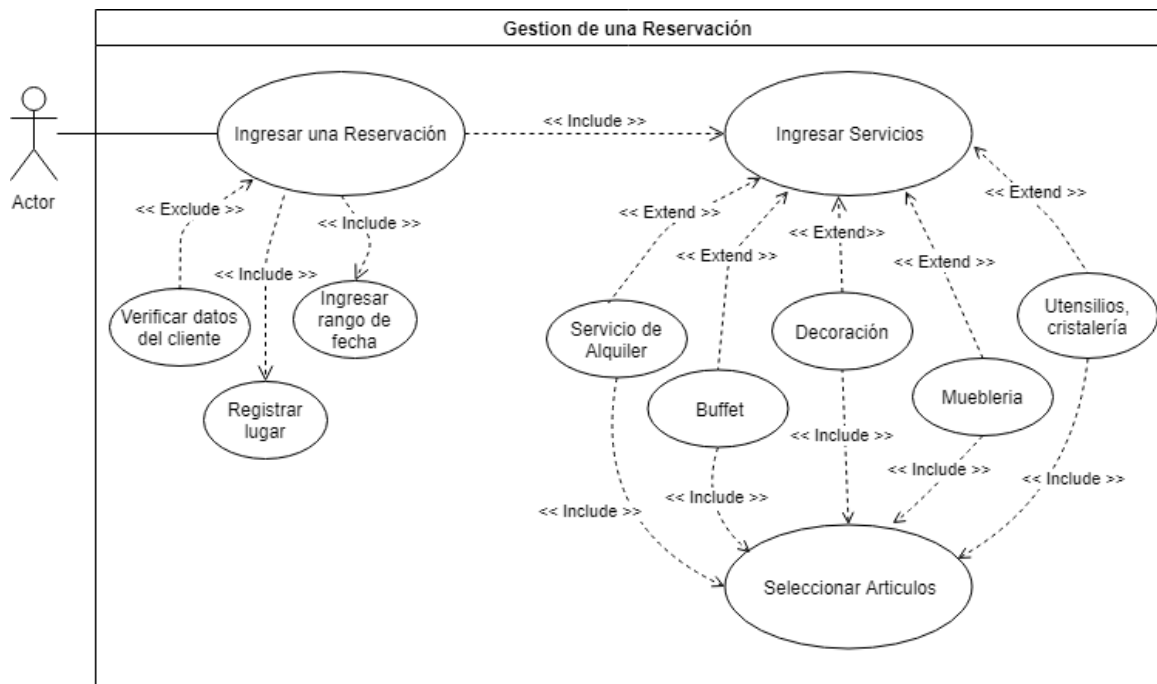 Gestion de una Reservación
Actor
Ingresar una Reservación
<< Include >>
Ingresar Servicios
<< Exclude >>
<< Include >>
<< Include >>
Verificar datos
del cliente
Ingresar
rango de
fecha
Registrar
lugar
<< Extend >>
<< Extend >>
<< Extend>>
<< Extend >>
<< Extend >>
Servicio de
Alquiler
Buffet
Decoración
Muebleria
Utensilios,
cristalería
<< Include >>
<< Include >>
<< Include >>
<< Include >>
<< Include >>
Seleccionar Articulos